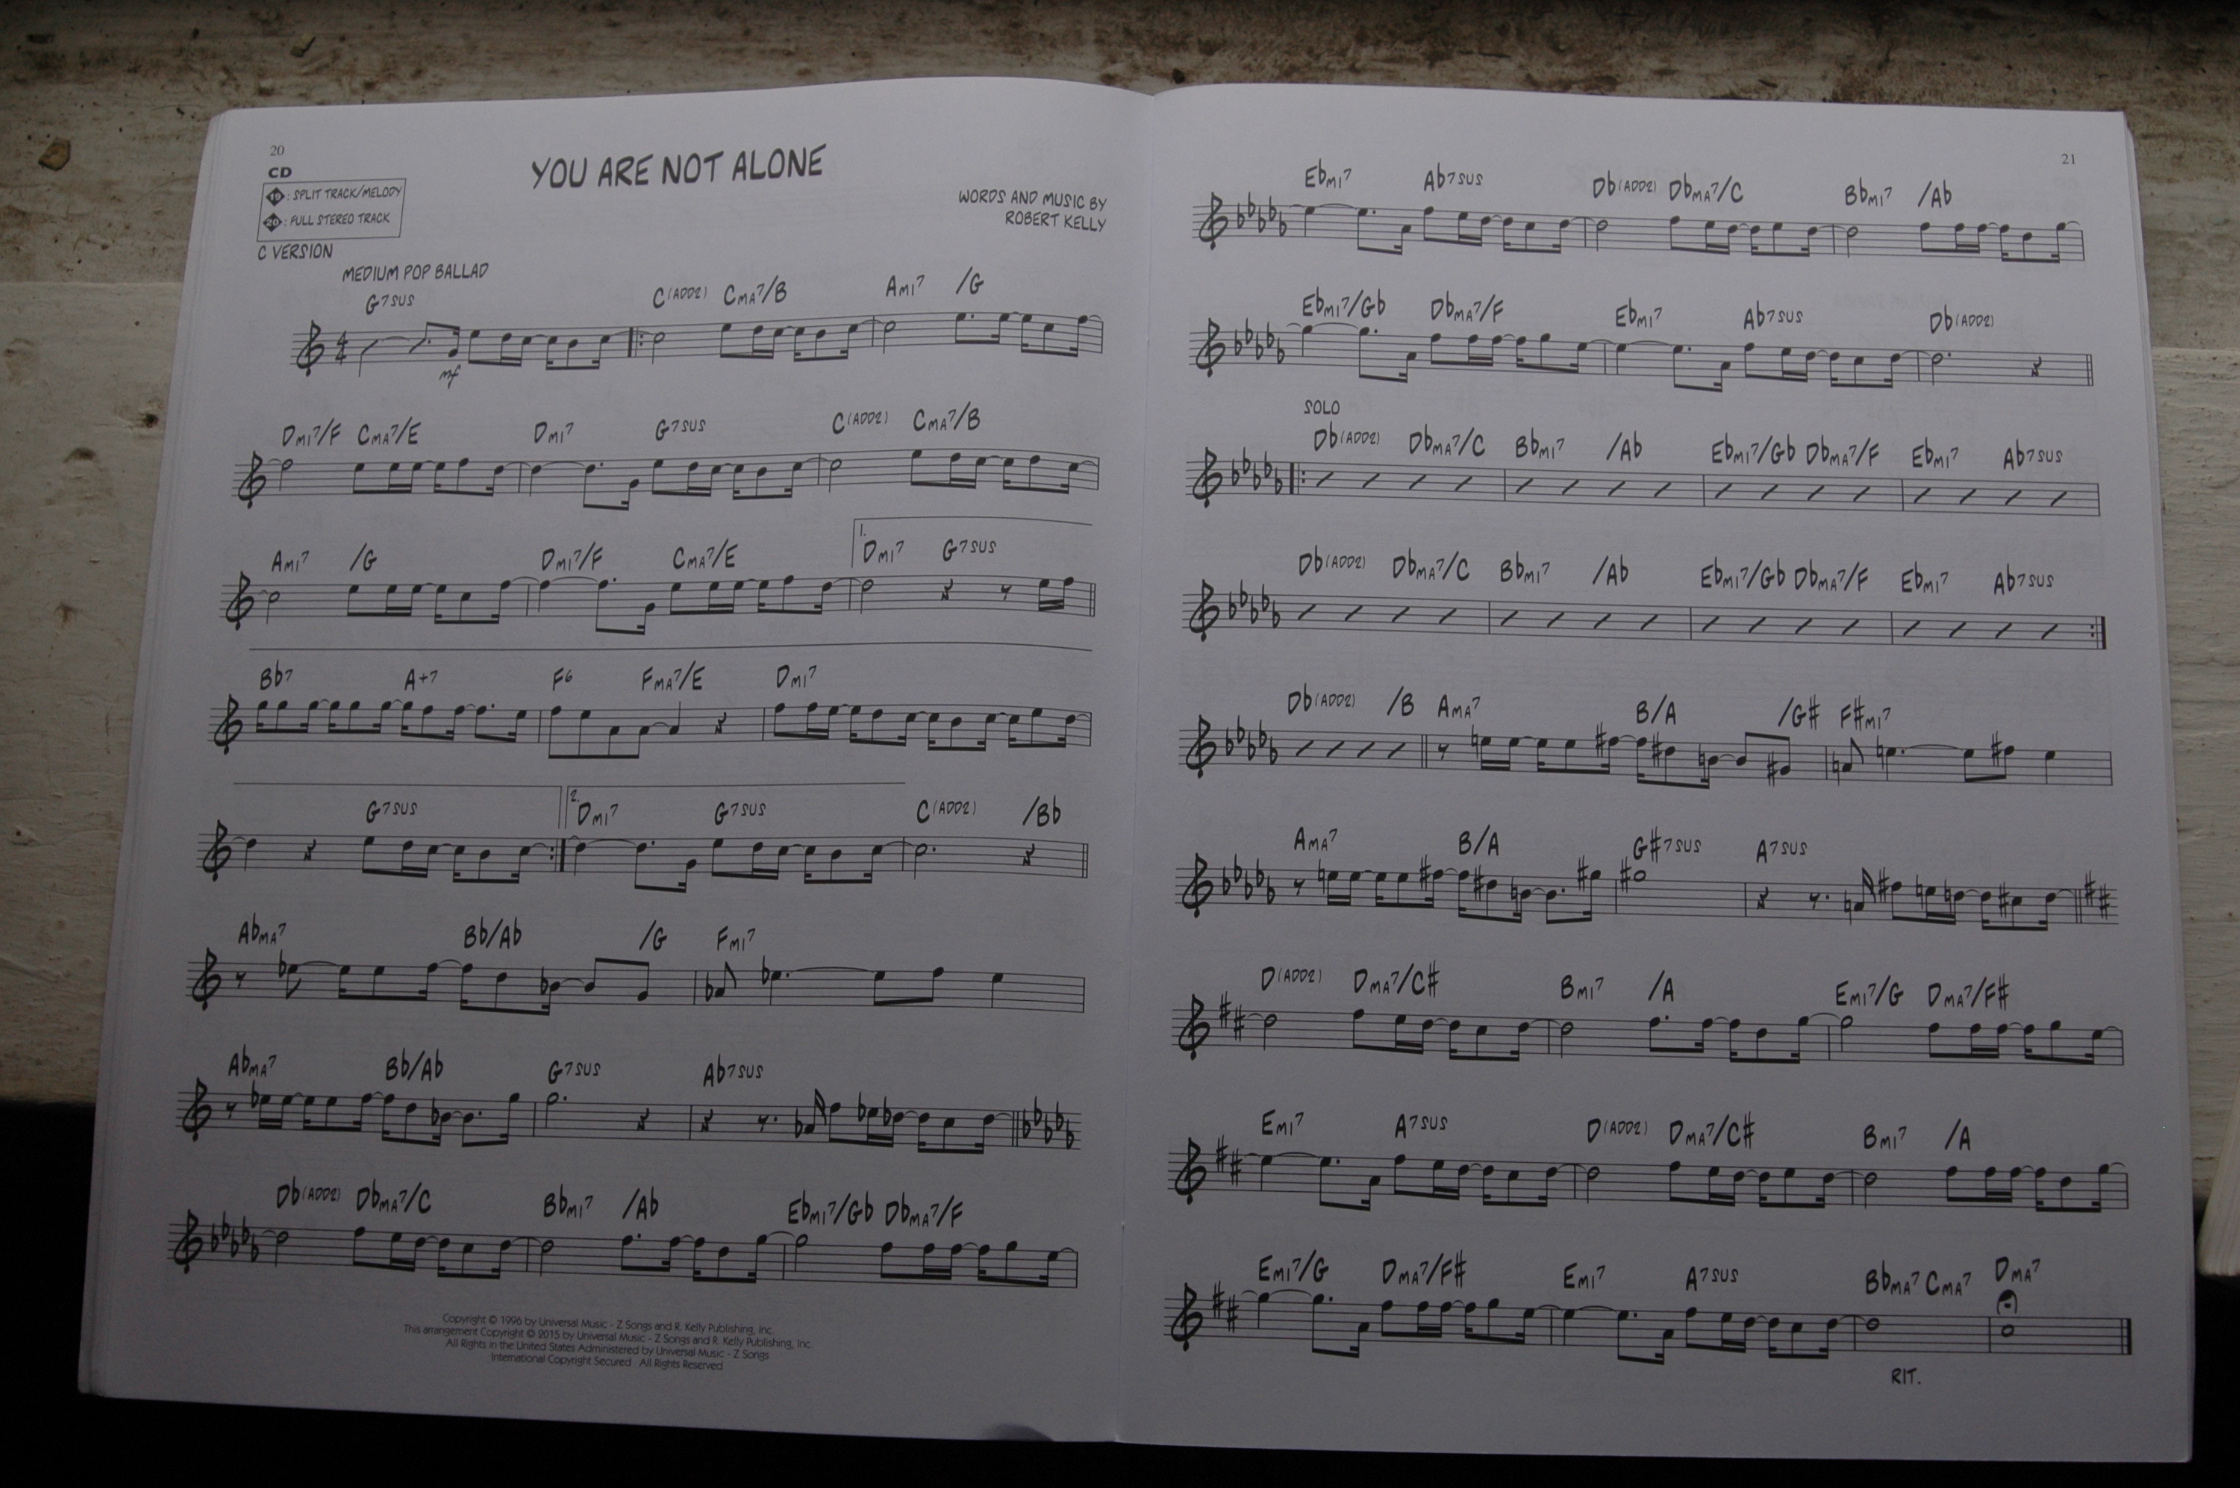 20
CD
19 : SPLIT TRACK/MELODY
20 : FULL STEREO TRACK
C VERSION
YOU ARE NOT ALONE
WORDS AND MUSIC BY
ROBERT KELLY
MEDIUM POP BALLAD
G7SUS C(ADD2) CMA7/B AMI7 /G
mf
DMI7/F CMA7/E DMI7 G7SUS C(ADD2) CMA7/B
AMI7 /G DMI7/F CMA7/E 1. DMI7 G7SUS
Bb7 A+7 F6 FMA7/E DMI7
G7SUS 2. DMI7 G7SUS C(ADD2) /Bb
AbMA7 Bb/Ab /G FMI7
AbMA7 Bb/Ab G7SUS Ab7SUS
Db(ADD2) DbMA7/C BbMI7 /Ab EbMI7/Gb DbMA7/F
Copyright © 1996 by Universal Music - Z Songs and R. Kelly Publishing, Inc.
This arrangement Copyright © 2015 by Universal Music - Z Songs and R. Kelly Publishing, Inc.
All Rights in the United States Administered by Universal Music - Z Songs
International Copyright Secured All Rights Reserved
21
EbMI7 Ab7SUS Db(ADD2) DbMA7/C BbMI7 /Ab
EbMI7/Gb DbMA7/F EbMI7 Ab7SUS Db(ADD2)
SOLO
Db(ADD2) DbMA7/C BbMI7 /Ab EbMI7/Gb DbMA7/F EbMI7 Ab7SUS
Db(ADD2) DbMA7/C BbMI7 /Ab EbMI7/Gb DbMA7/F EbMI7 Ab7SUS
Db(ADD2) /B AMA7 B/A /G# F#MI7
AMA7 B/A G#7SUS A7SUS
D(ADD2) DMA7/C# BMI7 /A EMI7/G DMA7/F#
EMI7 A7SUS D(ADD2) DMA7/C# BMI7 /A
EMI7/G DMA7/F# EMI7 A7SUS BbMA7 CMA7 DMA7
RIT.